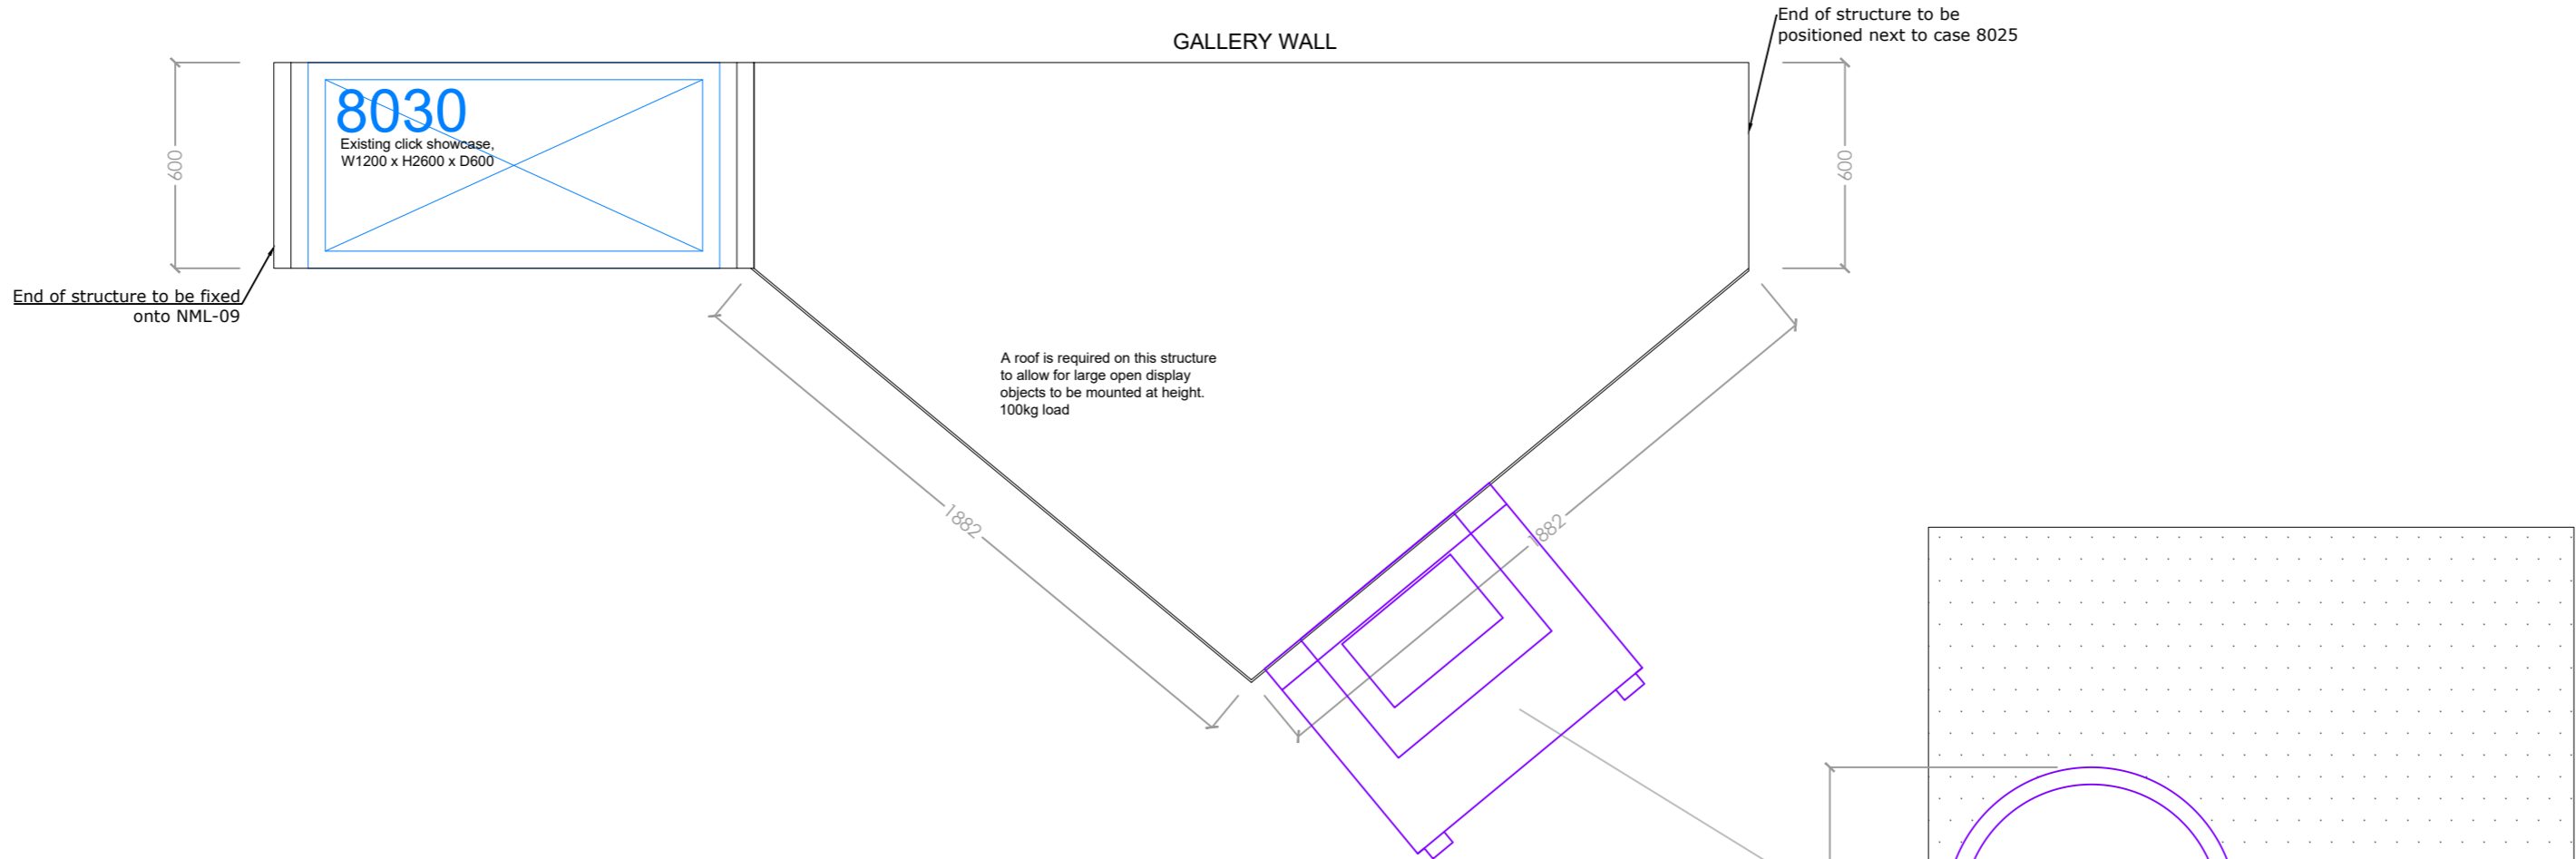 GALLERY WALL
End of structure to be
positioned next to case 8025
8030
Existing click showcase,
W1200 x H2600 x D600
600
600
End of structure to be fixed
onto NML-09
A roof is required on this structure
to allow for large open display
objects to be mounted at height.
100kg load
1882
1882